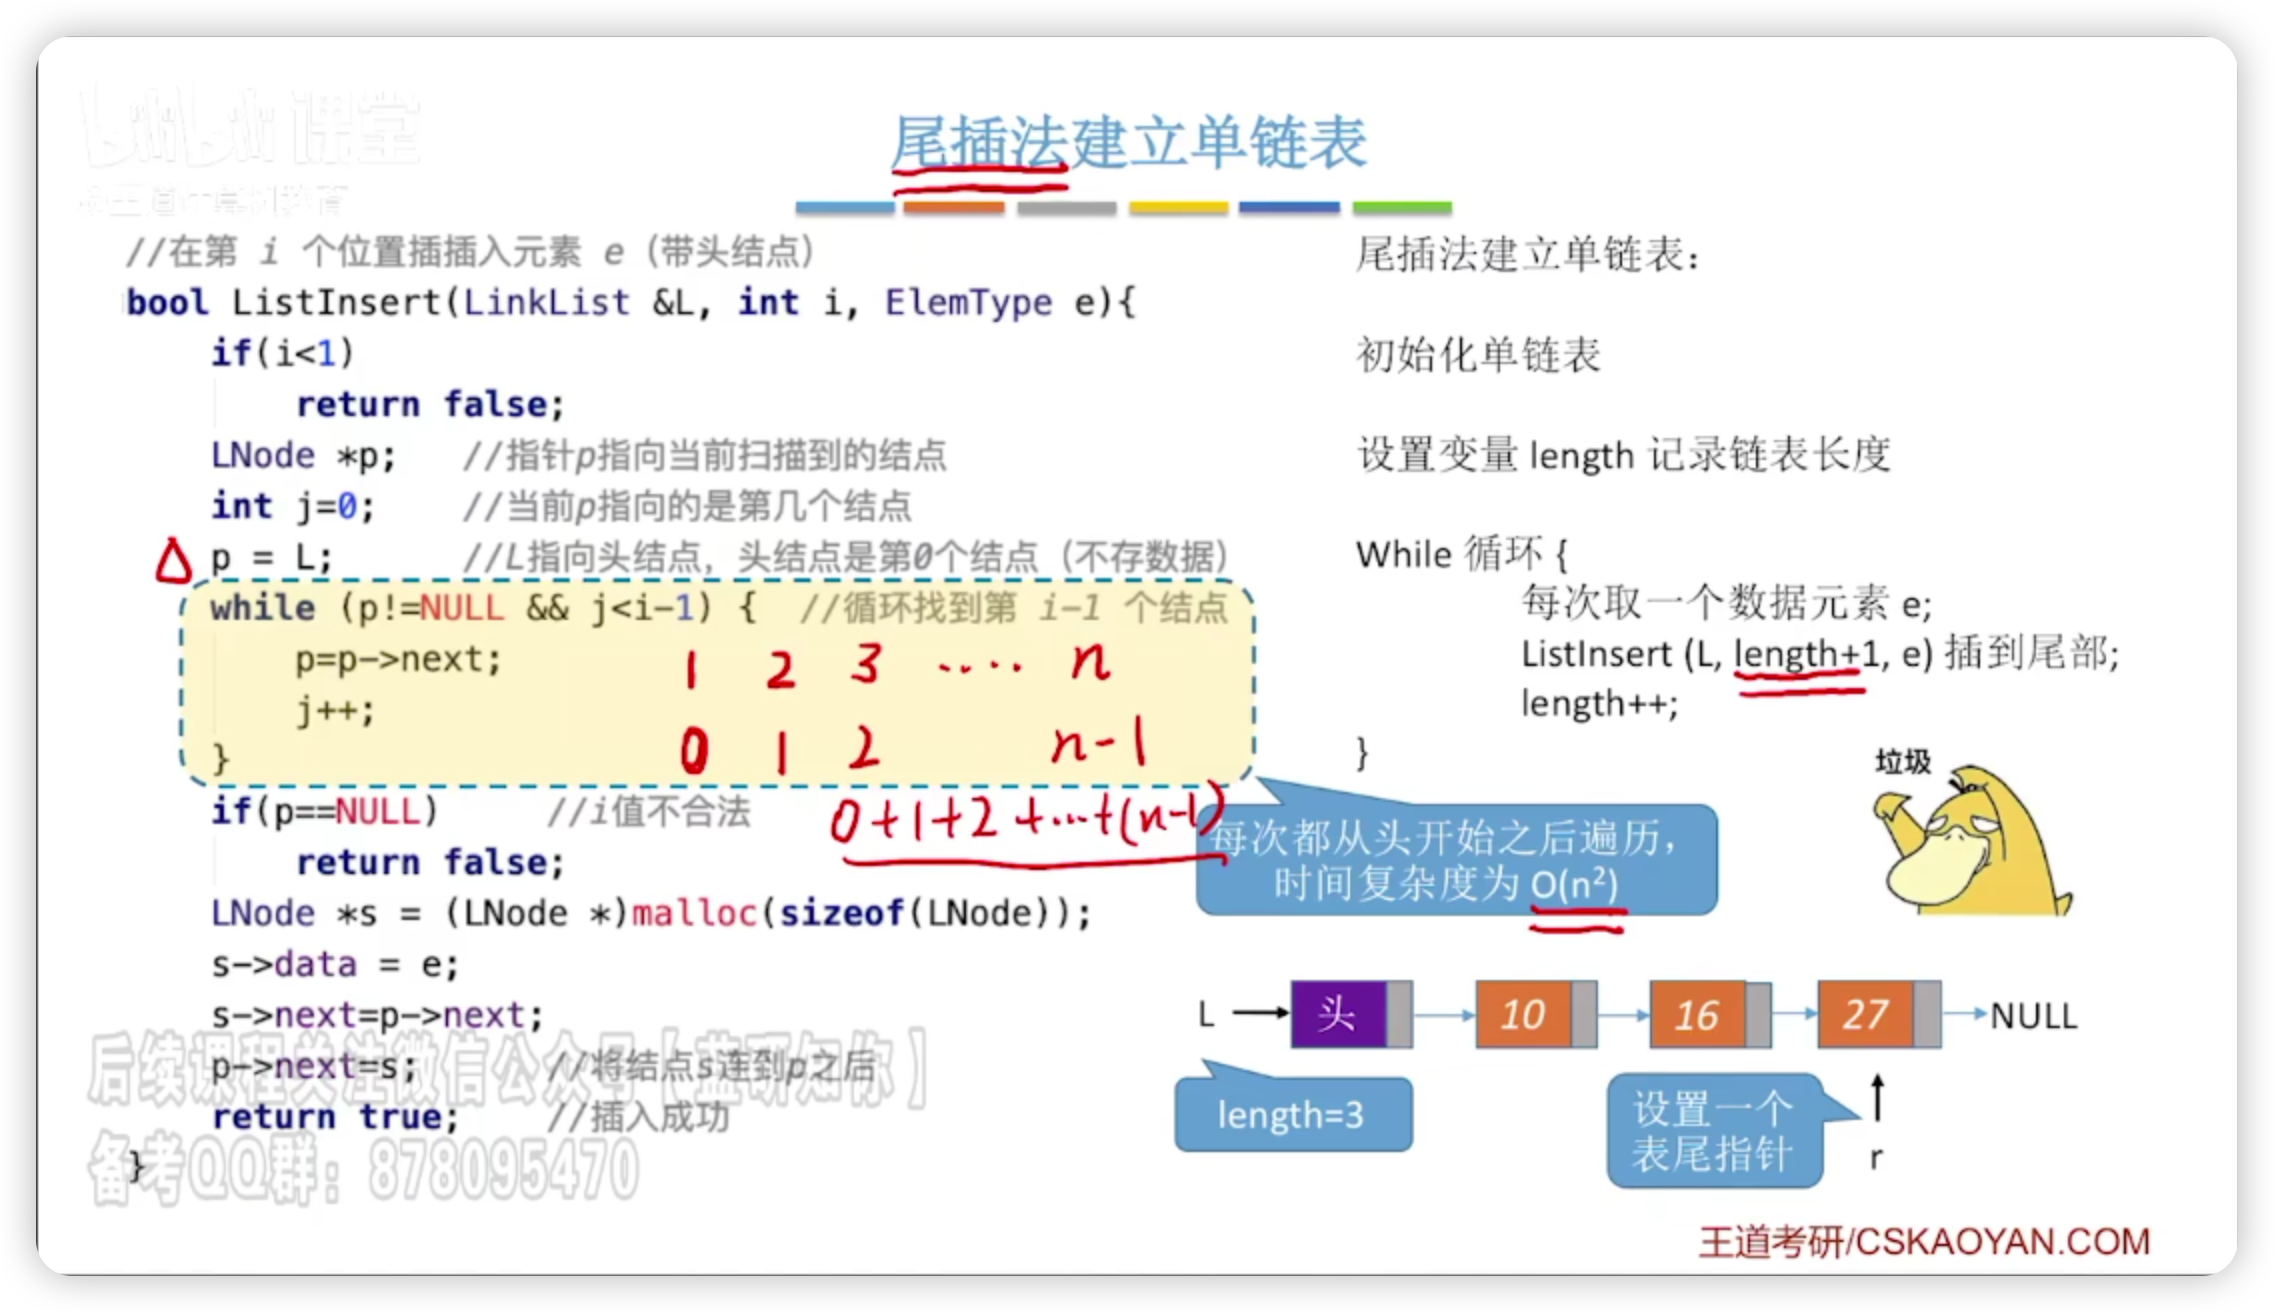 bilibili 课堂
@王道计算机教育
尾插法建立单链表
//在第 i 个位置插插入元素 e（带头结点）
bool ListInsert(LinkList &L, int i, ElemType e){
if(i<1)
return false;
LNode *p; //指针p指向当前扫描到的结点
int j=0; //当前p指向的是第几个结点
p = L; //L指向头结点，头结点是第0个结点（不存数据）
while (p!=NULL && j<i-1) { //循环找到第 i-1 个结点
p=p->next;
j++;
}
1 2 3 .... n
0 1 2 n-1
0+1+2+...+(n-1)
if(p==NULL) //i值不合法
return false;
LNode *s = (LNode *)malloc(sizeof(LNode));
s->data = e;
s->next=p->next;
p->next=s; //将结点s连到p之后
return true; //插入成功
}
后续课程关注微信公众号【蓝研知你】
备考QQ群：878095470
尾插法建立单链表：
初始化单链表
设置变量 length 记录链表长度
While 循环 {
每次取一个数据元素 e;
ListInsert (L, length+1, e) 插到尾部;
length++;
}
垃圾
每次都从头开始之后遍历，
时间复杂度为 O(n²)
L 头 10 16 27 NULL
length=3
设置一个
表尾指针
r
王道考研/CSKAOYAN.COM